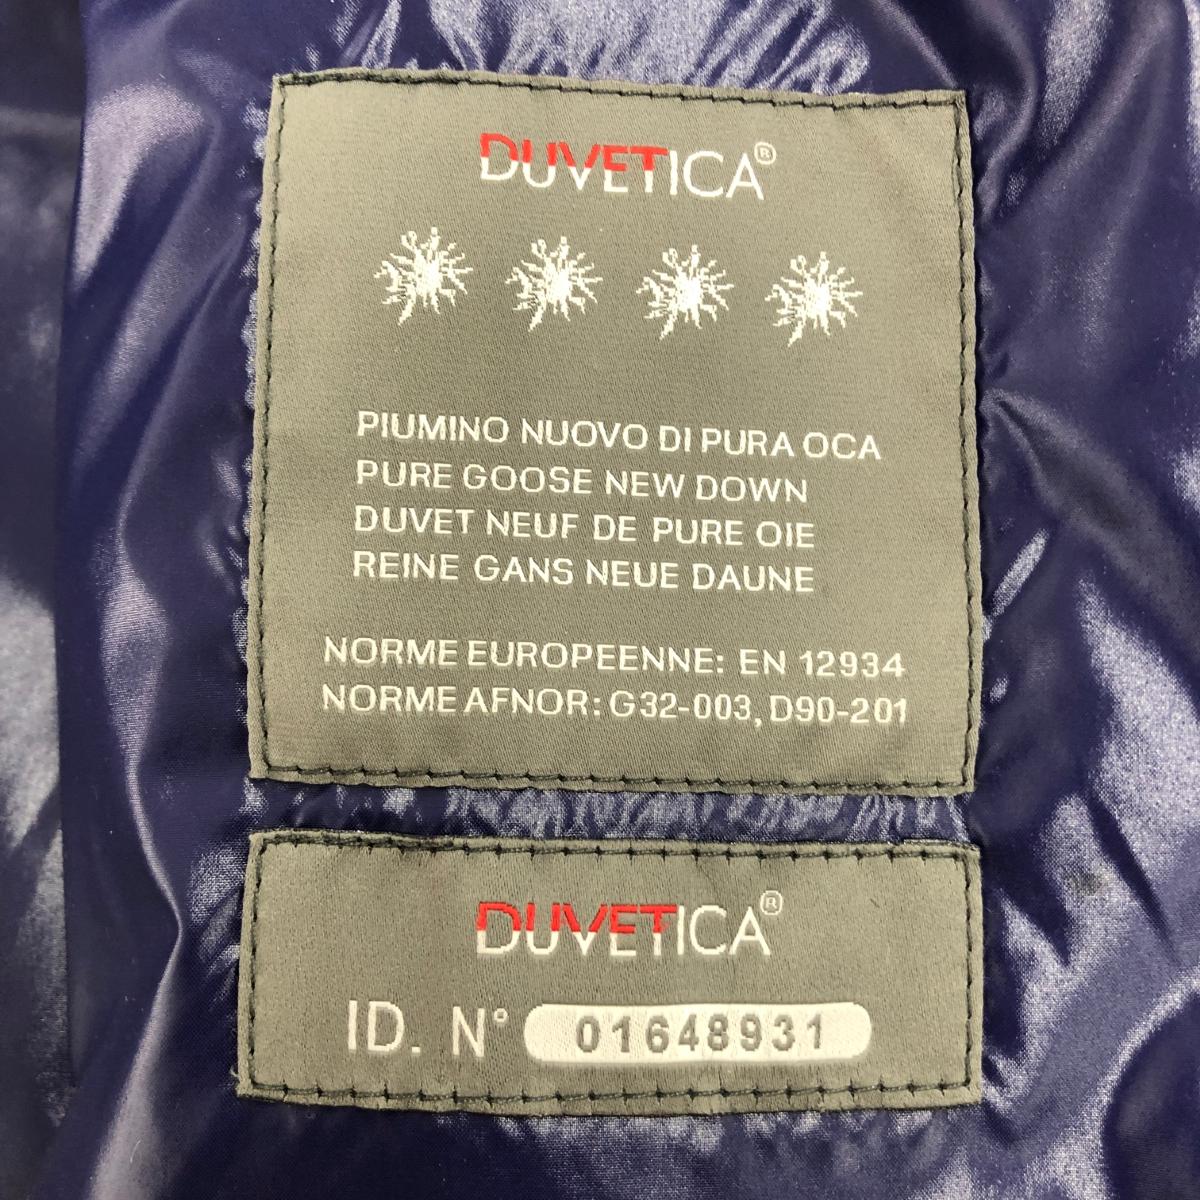 DUVETICA®
PIUMINO NUOVO DI PURA OCA
PURE GOOSE NEW DOWN
DUVET NEUF DE PURE OIE
REINE GANS NEUE DAUNE
NORME EUROPEENNE: EN 12934
NORME AFNOR: G32-003, D90-201
DUVETICA®
ID. N° 01648931